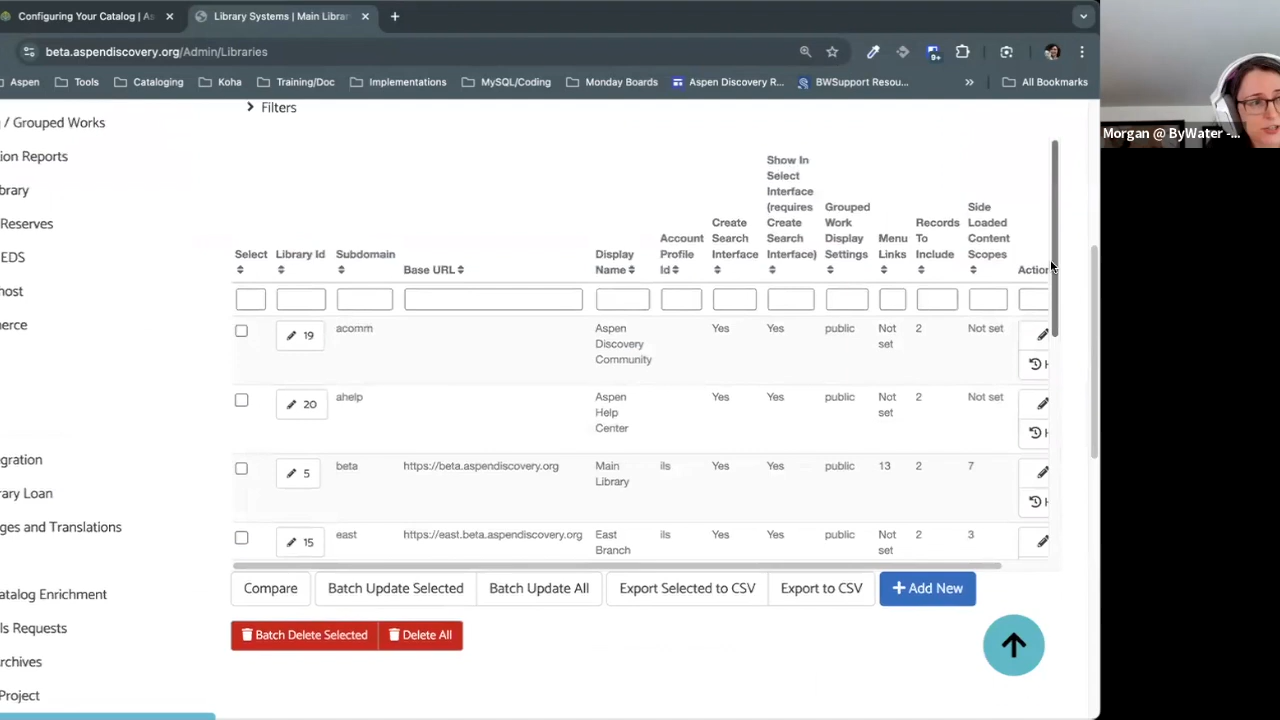 Configuring Your Catalog | As
Library Systems | Main Librar
beta.aspendiscovery.org/Admin/Libraries
9+
Aspen
Tools
Cataloging
Koha
Training/Doc
Implementations
MySQL/Coding
Monday Boards
Aspen Discovery R...
BWSupport Resou...
»
All Bookmarks
Morgan @ ByWater -...
/ Grouped Works
ion Reports
ibrary
Reserves
EDS
host
erce
gration
rary Loan
ges and Translations
atalog Enrichment
ls Requests
Archives
Project
Filters
Select
Library Id
Subdomain
Base URL
Display Name
Account Profile Id
Create Search Interface
Show In Select Interface (requires Create Search Interface)
Grouped Work Display Settings
Menu Links
Records To Include
Side Loaded Content Scopes
Action
19 acomm Aspen Discovery Community Yes Yes public Not set 2 Not set
H
20 ahelp Aspen Help Center Yes Yes public Not set 2 Not set
H
5 beta https://beta.aspendiscovery.org Main Library ils Yes Yes public 13 2 7
H
15 east https://east.beta.aspendiscovery.org East Branch ils Yes Yes public Not set 2 3
Compare
Batch Update Selected
Batch Update All
Export Selected to CSV
Export to CSV
+ Add New
Batch Delete Selected
Delete All